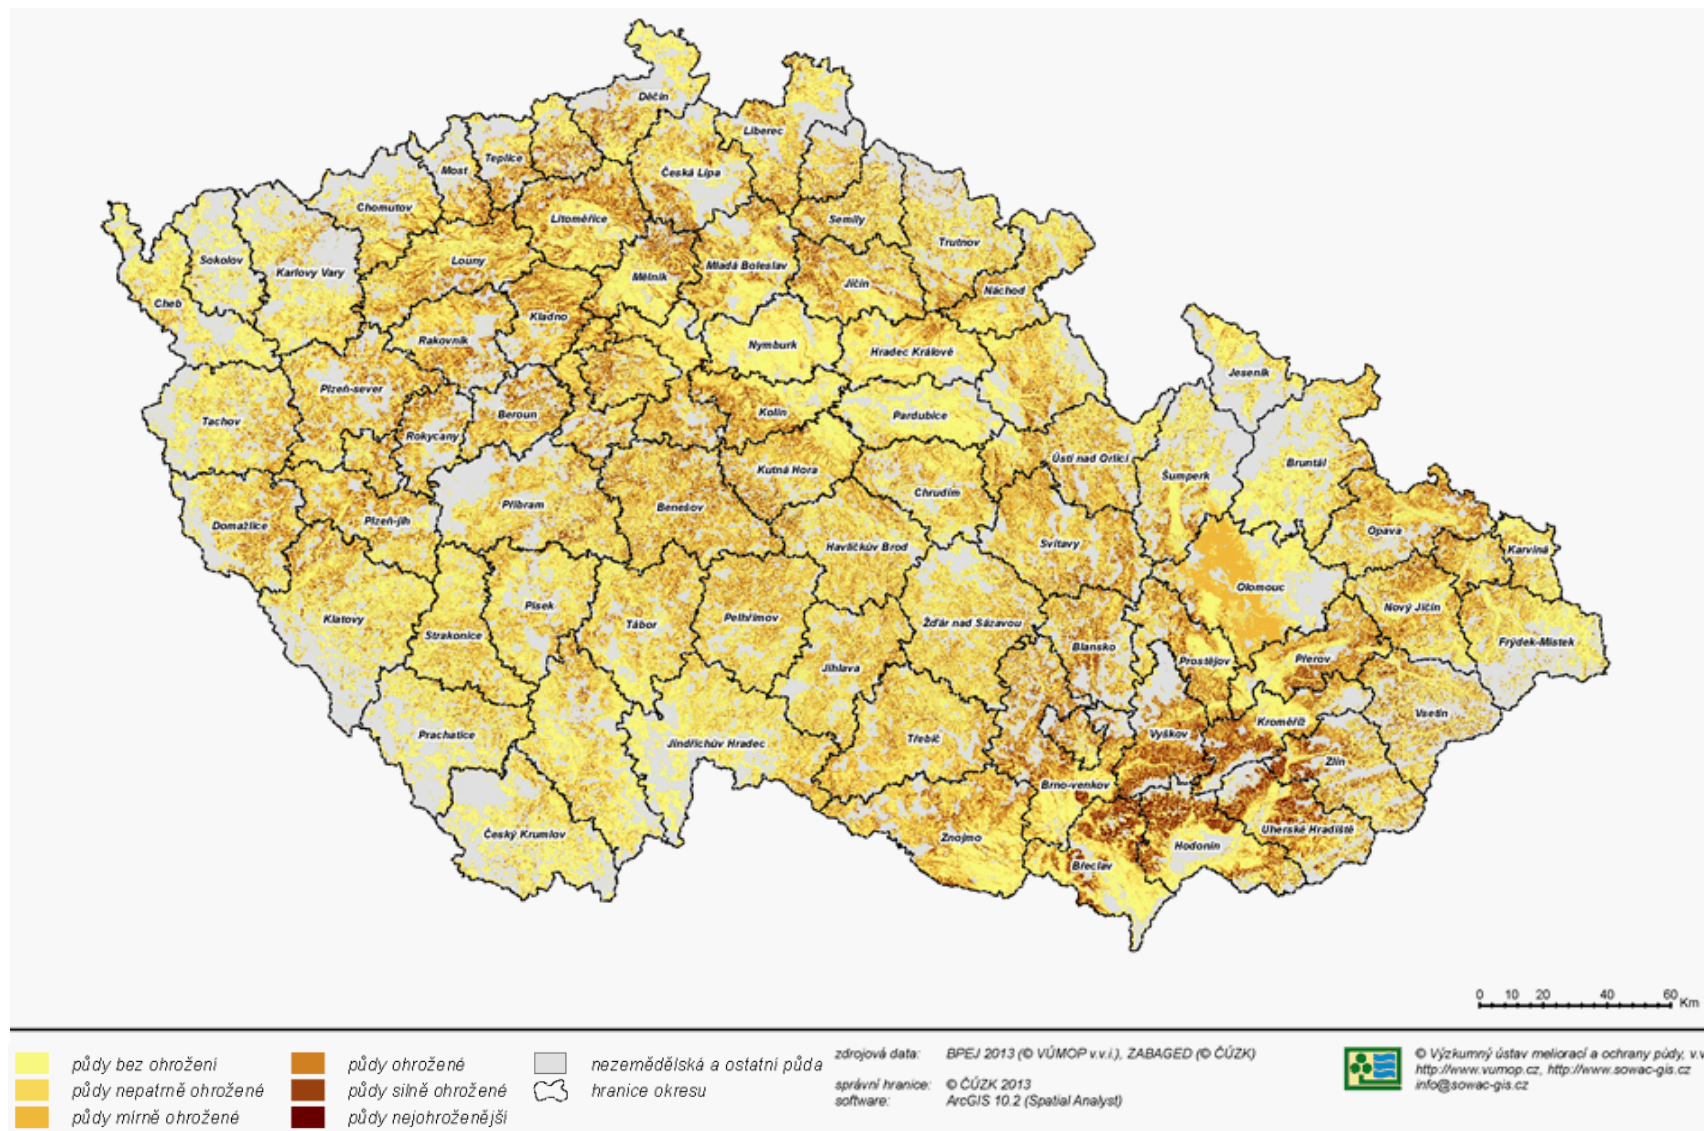 Děčín
Liberec
Teplice
Most
Česká Lípa
Chomutov
Litoměřice
Semily
Trutnov
Sokolov
Louny
Karlovy Vary
Mělník
Mladá Boleslav
Jičín
Náchod
Cheb
Kladno
Rakovník
Nymburk
Hradec Králové
Jeseník
Plzeň-sever
Beroun
Kolín
Pardubice
Tachov
Rokycany
Ústí nad Orlicí
Bruntál
Kutná Hora
Šumperk
Chrudim
Příbram
Benešov
Domažlice
Plzeň-jih
Opava
Havlíčkův Brod
Svitavy
Karviná
Olomouc
Písek
Nový Jičín
Klatovy
Pelhřimov
Tábor
Žďár nad Sázavou
Strakonice
Frýdek-Místek
Blansko
Přerov
Prostějov
Jihlava
Vsetín
Kroměříž
Prachatice
Jindřichův Hradec
Třebíč
Vyškov
Zlín
Brno-venkov
Český Krumlov
Znojmo
Uherské Hradiště
Hodonín
Břeclav
0 10 20 40 60 Km
půdy bez ohrožení
půdy nepatrně ohrožené
půdy mírně ohrožené
půdy ohrožené
půdy silně ohrožené
půdy nejohroženější
nezemědělská a ostatní půda
hranice okresu
zdrojová data: BPEJ 2013 (© VÚMOP v.v.i.), ZABAGED (© ČÚZK)
správní hranice: © ČÚZK 2013
software: ArcGIS 10.2 (Spatial Analyst)
© Výzkumný ústav meliorací a ochrany půdy, v.v
http://www.vumop.cz, http://www.sowac-gis.cz
info@sowac-gis.cz